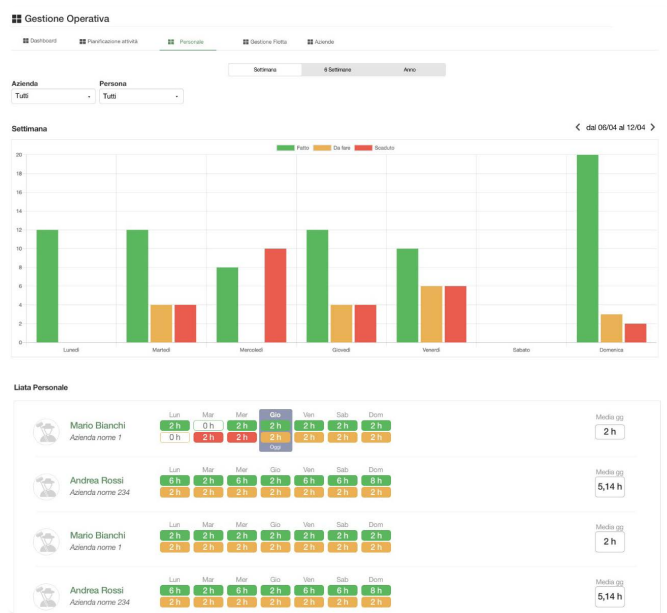 Gestione Operativa
Dashboard Pianificazione attività Personale Gestione Flotta Aziende
Settimana 6 Settimane Anno
Azienda Persona
Tutti Tutti
Settimana dal 06/04 al 12/04
Fatto Da fare Scaduto
20
18
16
14
12
10
8
6
4
2
0
Lunedì Martedì Mercoledì Giovedì Venerdì Sabato Domenica
Liata Personale
Lun Mar Mer Gio Ven Sab Dom Media gg
Mario Bianchi 2 h 0 h 2 h 2 h 2 h 2 h 2 h 2 h
Azienda nome 1 0 h 2 h 2 h 2 h 2 h 2 h 2 h
Oggi
Lun Mar Mer Gio Ven Sab Dom Media gg
Andrea Rossi 6 h 2 h 6 h 2 h 6 h 6 h 8 h 5,14 h
Azienda nome 234 2 h 2 h 2 h 2 h 2 h 2 h 2 h
Lun Mar Mer Gio Ven Sab Dom Media gg
Mario Bianchi 2 h 2 h 2 h 2 h 2 h 2 h 2 h 2 h
Azienda nome 1 2 h 2 h 2 h 2 h 2 h 2 h 2 h
Lun Mar Mer Gio Ven Sab Dom Media gg
Andrea Rossi 6 h 2 h 6 h 2 h 6 h 6 h 8 h 5,14 h
Azienda nome 234 2 h 2 h 2 h 2 h 2 h 2 h 2 h